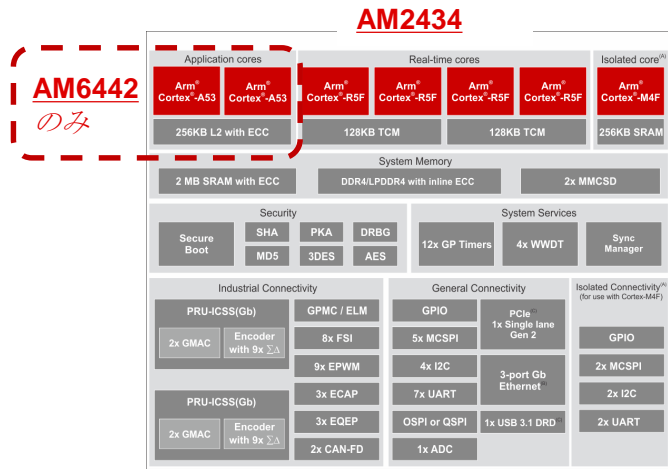 AM2434
AM6442
のみ
Application cores
Real-time cores
Isolated core(A)
Arm®
Cortex®-A53
Arm®
Cortex®-A53
Arm®
Cortex®-R5F
Arm®
Cortex®-R5F
Arm®
Cortex®-R5F
Arm®
Cortex®-R5F
Arm®
Cortex®-M4F
256KB L2 with ECC
128KB TCM
128KB TCM
256KB SRAM
System Memory
2 MB SRAM with ECC
DDR4/LPDDR4 with inline ECC
2x MMCSD
Security
Secure
Boot
SHA
PKA
DRBG
MD5
3DES
AES
System Services
12x GP Timers
4x WWDT
Sync
Manager
Industrial Connectivity
PRU-ICSS(Gb)
2x GMAC
Encoder
with 9x ∑Δ
PRU-ICSS(Gb)
2x GMAC
Encoder
with 9x ∑Δ
GPMC / ELM
8x FSI
9x EPWM
3x ECAP
3x EQEP
2x CAN-FD
General Connectivity
GPIO
5x MCSPI
4x I2C
7x UART
OSPI or QSPI
1x ADC
PCIe
1x Single lane
Gen 2
3-port Gb
Ethernet
1x USB 3.1 DRD
Isolated Connectivity(A)
(for use with Cortex-M4F)
GPIO
2x MCSPI
2x I2C
2x UART